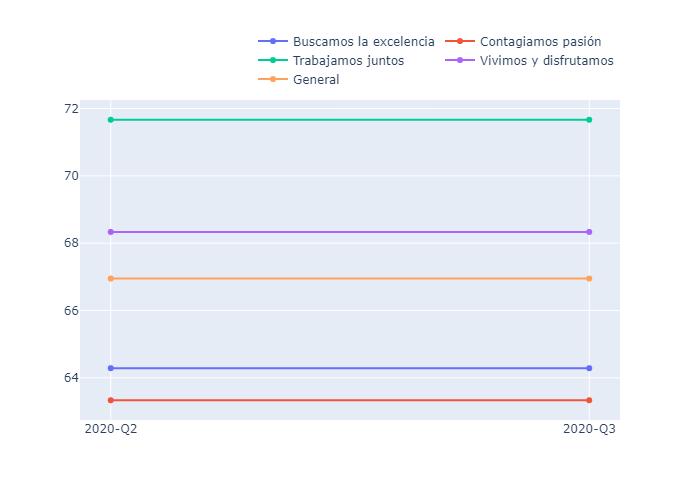 Buscamos la excelencia Contagiamos pasión
Trabajamos juntos Vivimos y disfrutamos
General
72
70
68
66
64
2020-Q2 2020-Q3